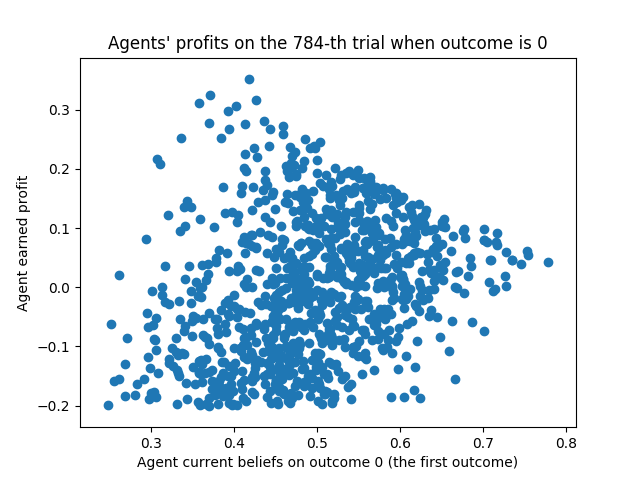 Agents' profits on the 784-th trial when outcome is 0
Agent earned profit
0.3
0.2
0.1
0.0
−0.1
−0.2
0.3 0.4 0.5 0.6 0.7 0.8
Agent current beliefs on outcome 0 (the first outcome)